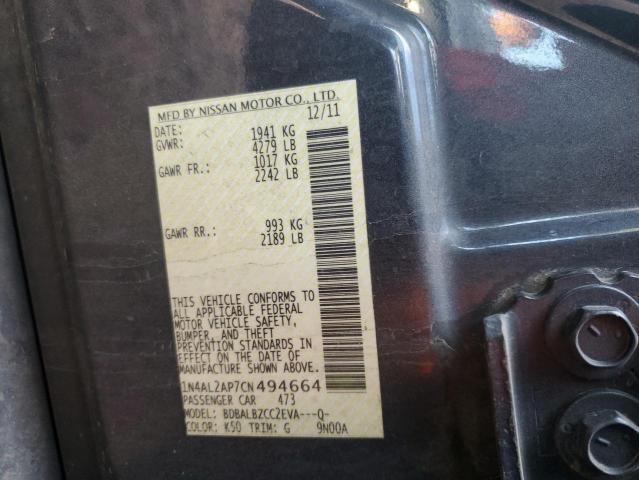 MFD BY NISSAN MOTOR CO., LTD.
DATE: 12/11
GVWR: 1941 KG
4279 LB
GAWR FR.: 1017 KG
2242 LB
GAWR RR.: 993 KG
2189 LB
THIS VEHICLE CONFORMS TO
ALL APPLICABLE FEDERAL
MOTOR VEHICLE SAFETY,
BUMPER, AND THEFT
PREVENTION STANDARDS IN
EFFECT ON THE DATE OF
MANUFACTURE SHOWN ABOVE.
1N4AL2AP7CN494664
PASSENGER CAR 473
MODEL: BDBALBZCC2EVA---Q-
COLOR: K50 TRIM: G 9N00A